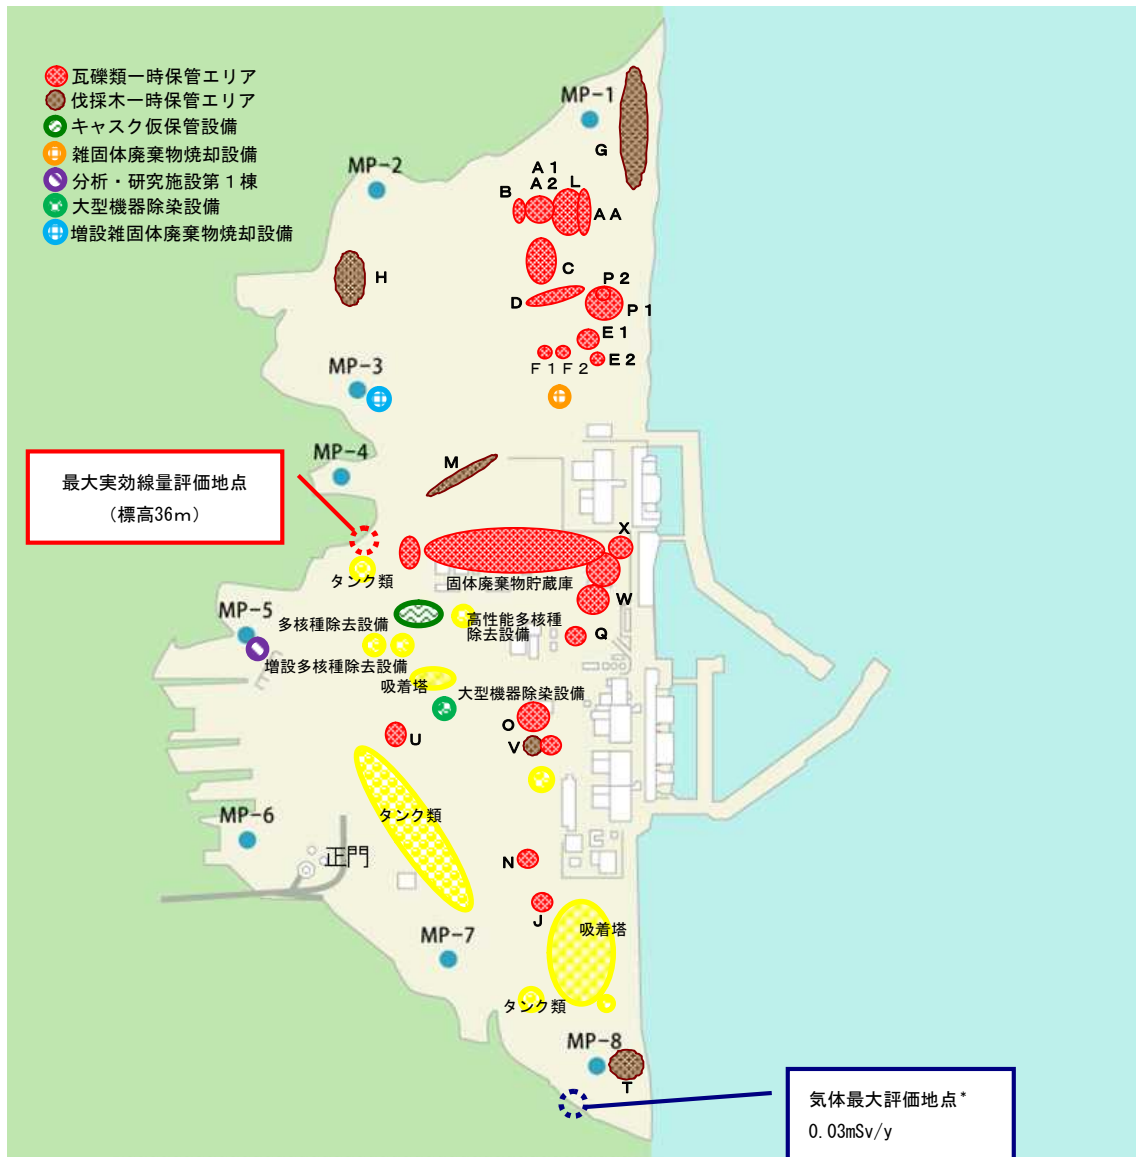 瓦礫類一時保管エリア
伐採木一時保管エリア
キャスク仮保管設備
雑固体廃棄物焼却設備
分析・研究施設第１棟
大型機器除染設備
増設雑固体廃棄物焼却設備
MP-1
G
MP-2
A１
A２
L
B
AA
H
C
P２
D
P１
E１
F１
F２
E２
MP-3
MP-4
M
最大実効線量評価地点
（標高36m）
X
タンク類
固体廃棄物貯蔵庫
W
MP-5
多核種除去設備
高性能多核種
除去設備
Q
増設多核種除去設備
吸着塔
大型機器除染設備
O
U
V
MP-6
タンク類
正門
N
J
MP-7
吸着塔
タンク類
MP-8
T
気体最大評価地点*
0.03mSv/y